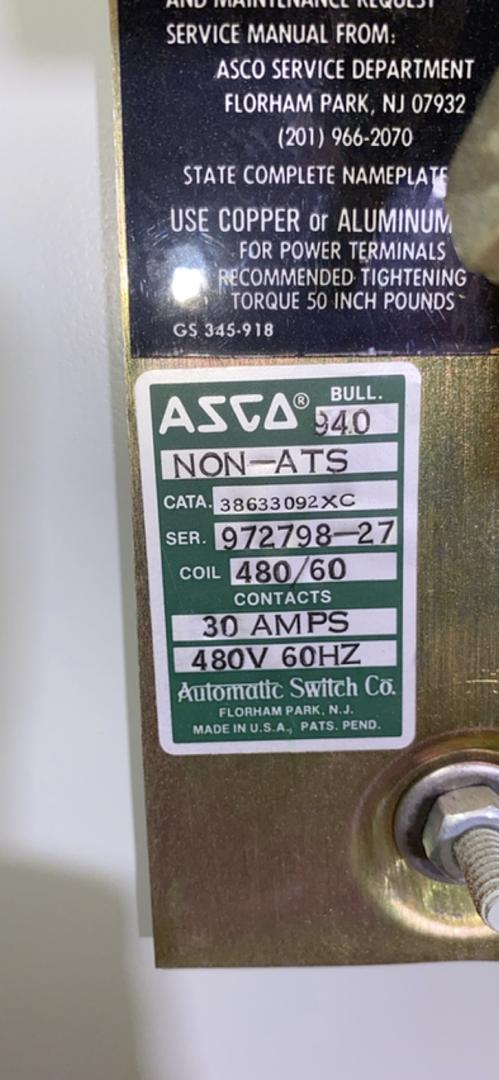 AND MAINTENANCE REQUEST
SERVICE MANUAL FROM:
ASCO SERVICE DEPARTMENT
FLORHAM PARK, NJ 07932
(201) 966-2070
STATE COMPLETE NAMEPLATE
USE COPPER or ALUMINUM
FOR POWER TERMINALS
RECOMMENDED TIGHTENING
TORQUE 50 INCH POUNDS
GS 345-918
ASCO® BULL. 940
NON-ATS
CATA. 38633092XC
SER. 972798-27
COIL 480/60
CONTACTS
30 AMPS
480V 60HZ
Automatic Switch Co.
FLORHAM PARK, N.J.
MADE IN U.S.A., PATS. PEND.